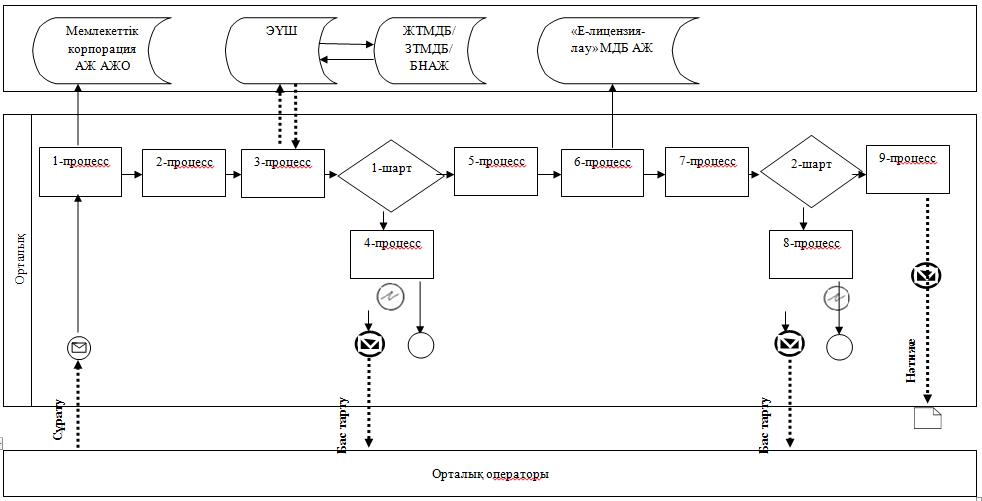 Мемлекеттік
корпорация
АЖ АЖО
ЭҮШ
ЖТМДБ/
ЗТМДБ/
БНАЖ
«Е-лицензия-
лау» МДБ АЖ
Орталық
1-процесс
2-процесс
3-процесс
1-шарт
5-процесс
6-процесс
7-процесс
2-шарт
9-процесс
4-процесс
8-процесс
Сұрату
Бас тарту
Бас тарту
Нәтиже
Орталық операторы